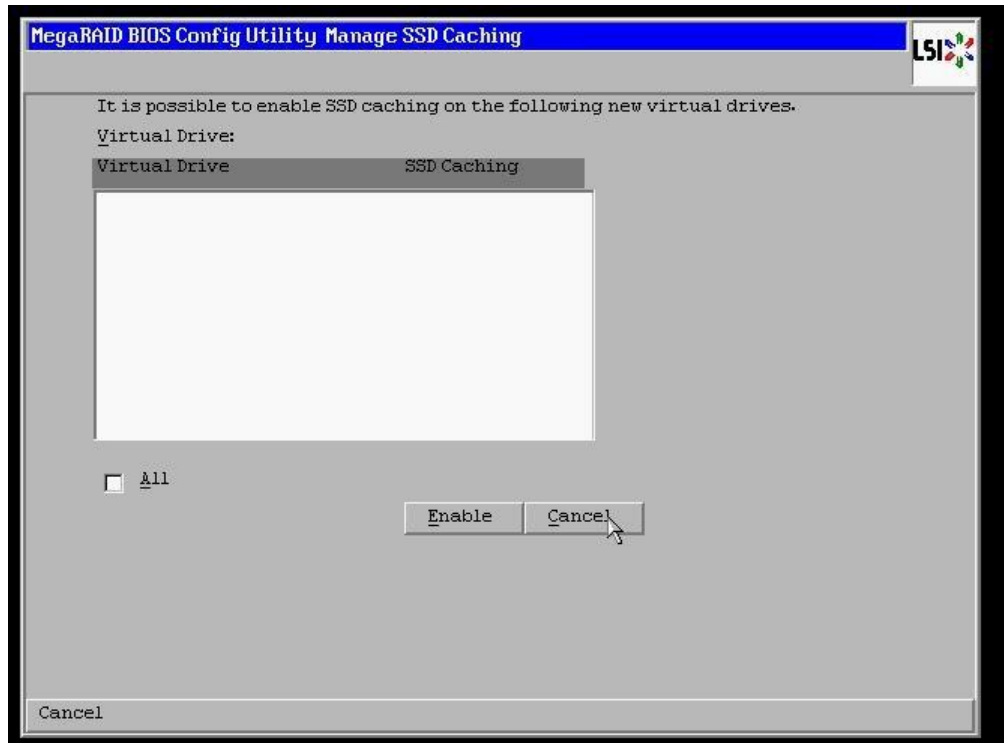 MegaRAID BIOS Config Utility Manage SSD Caching
LSI
It is possible to enable SSD caching on the following new virtual drives.
Virtual Drive:
Virtual Drive SSD Caching
All
Enable Cancel
Cancel